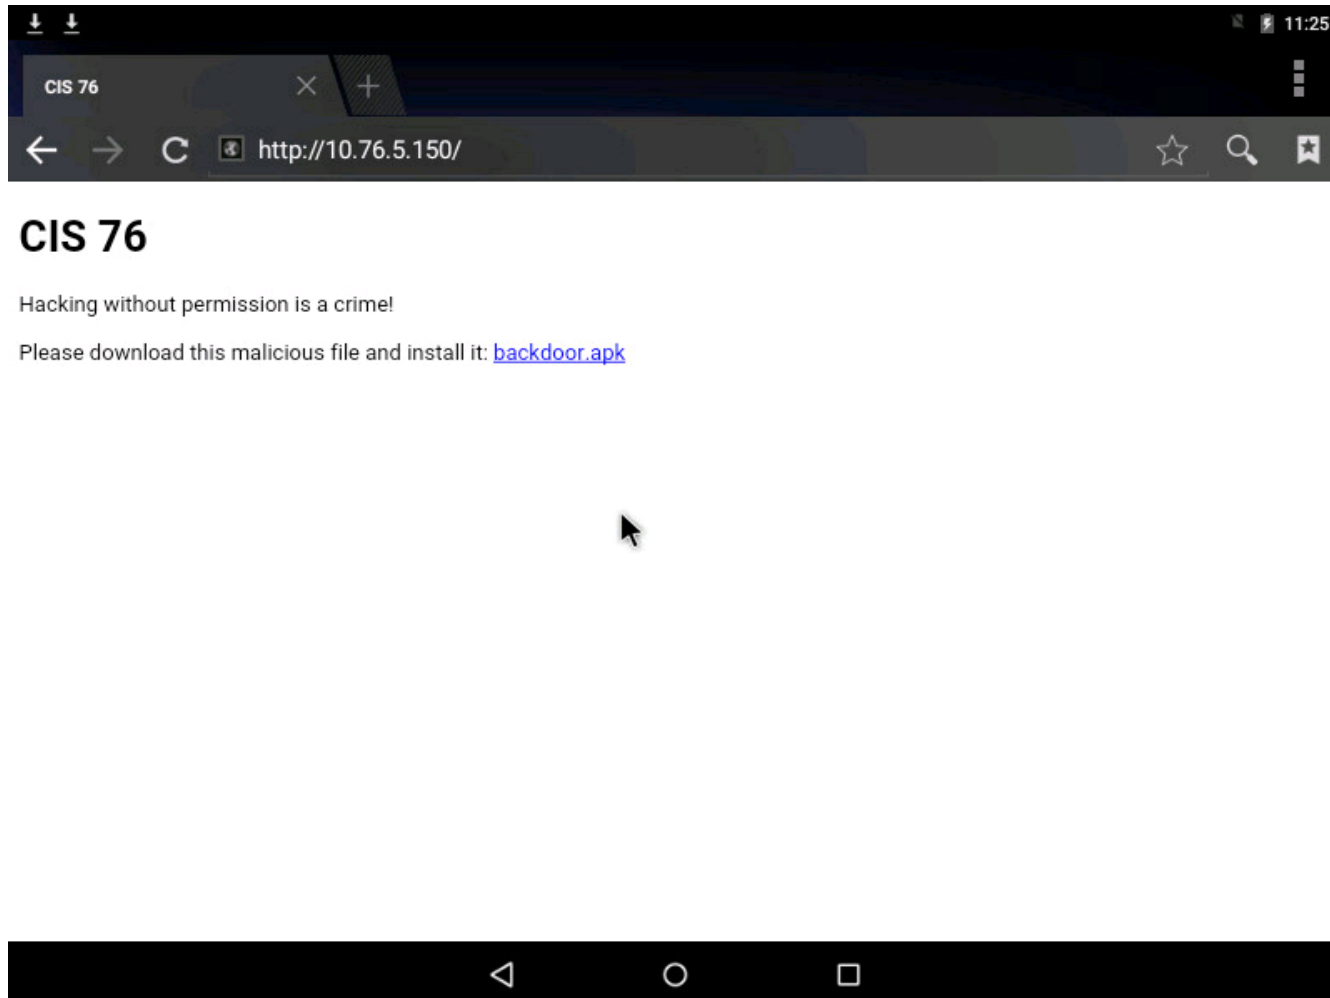 11:25
CIS 76
http://10.76.5.150/
CIS 76
Hacking without permission is a crime!
Please download this malicious file and install it: backdoor.apk